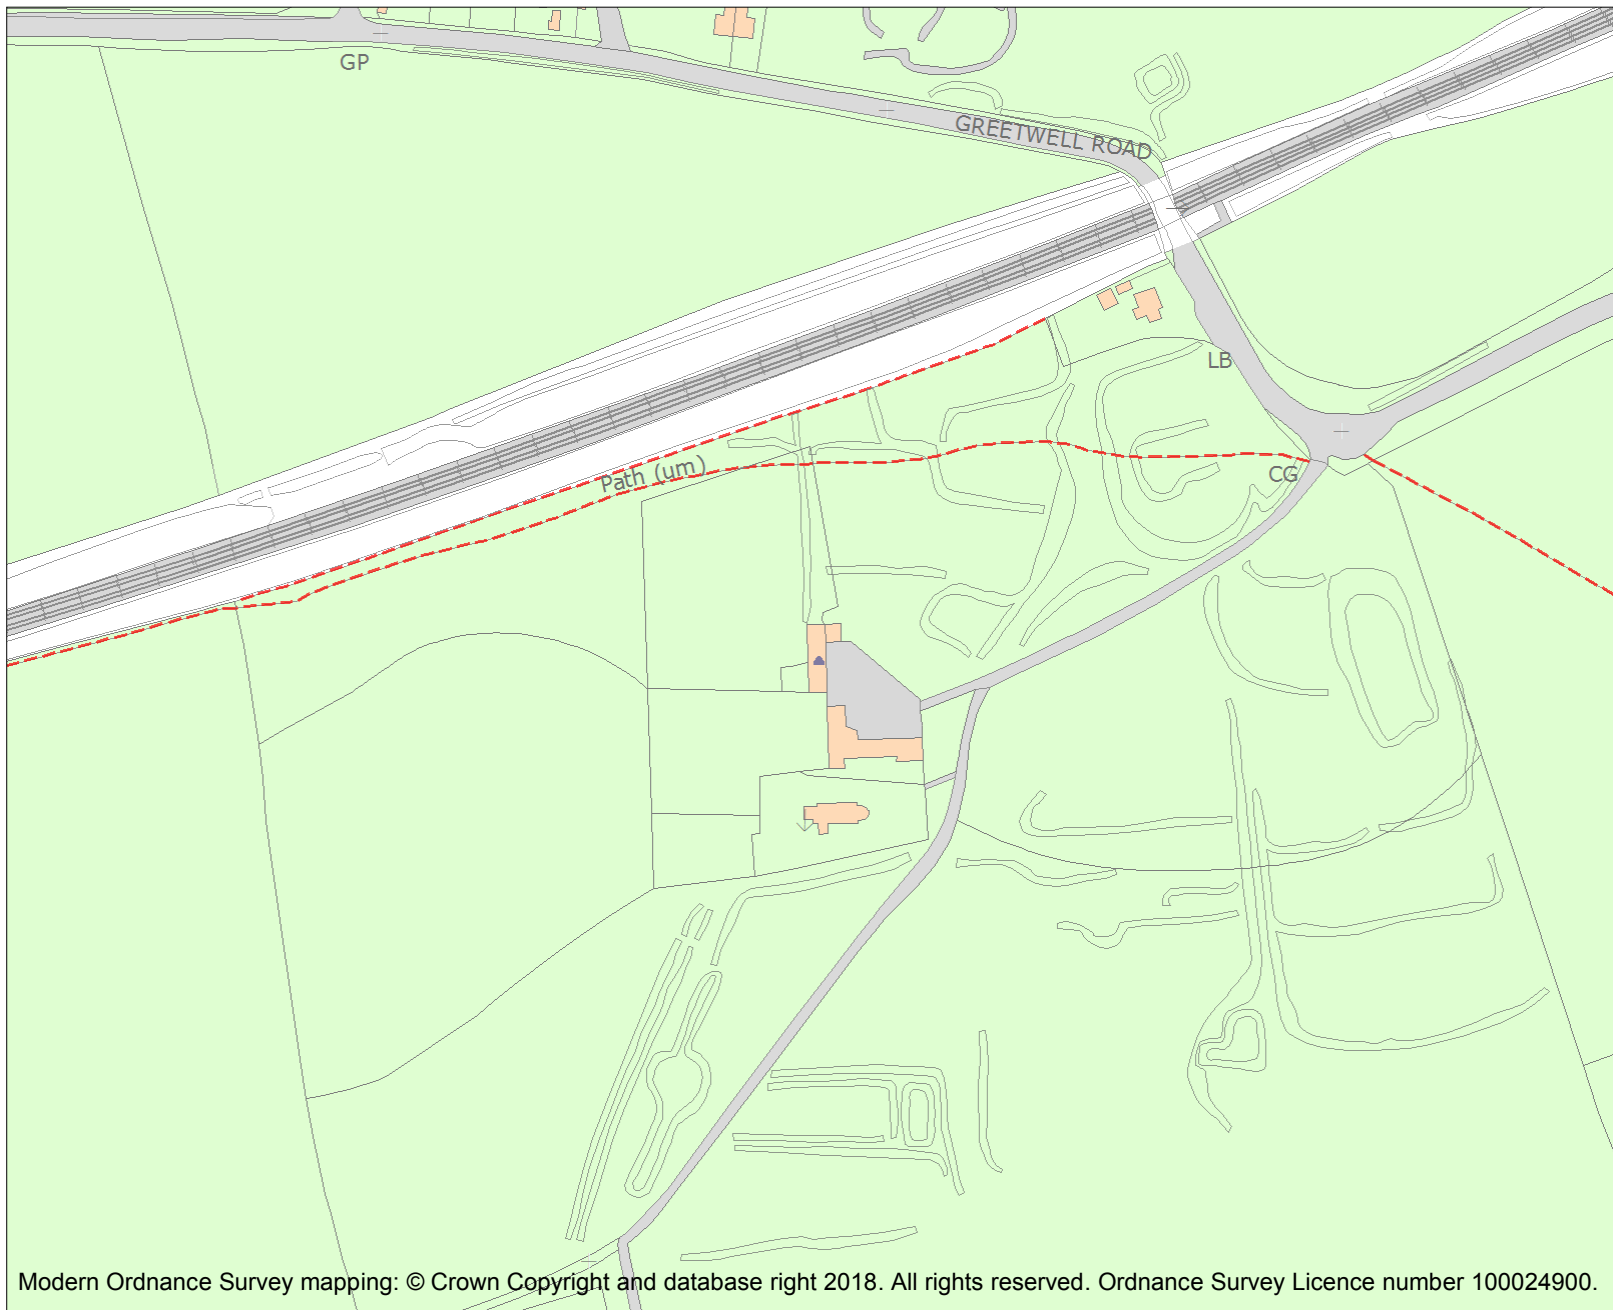 GP
GREETWELL ROAD
LB
Path (um)
CG
Modern Ordnance Survey mapping: © Crown Copyright and database right 2018. All rights reserved. Ordnance Survey Licence number 100024900.